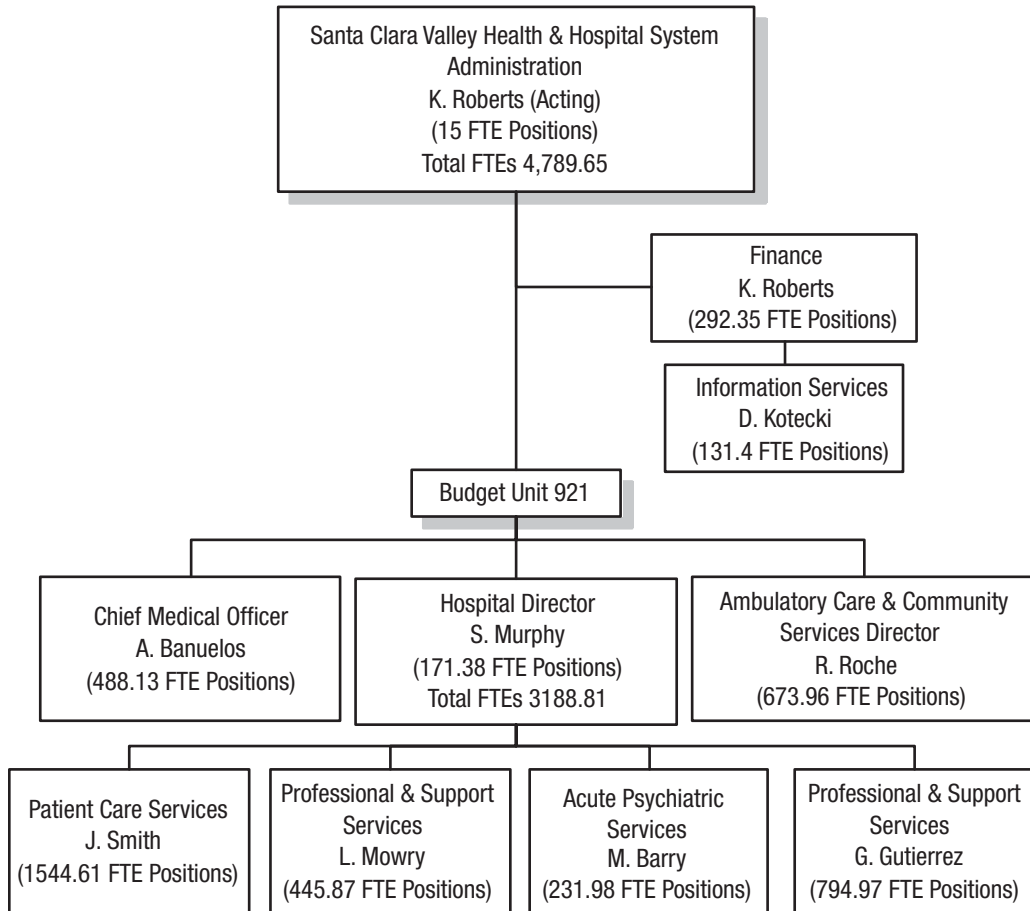 Santa Clara Valley Health & Hospital System
Administration
K. Roberts (Acting)
(15 FTE Positions)
Total FTEs 4,789.65
Finance
K. Roberts
(292.35 FTE Positions)
Information Services
D. Kotecki
(131.4 FTE Positions)
Budget Unit 921
Chief Medical Officer
A. Banuelos
(488.13 FTE Positions)
Hospital Director
S. Murphy
(171.38 FTE Positions)
Total FTEs 3188.81
Ambulatory Care & Community
Services Director
R. Roche
(673.96 FTE Positions)
Patient Care Services
J. Smith
(1544.61 FTE Positions)
Professional & Support
Services
L. Mowry
(445.87 FTE Positions)
Acute Psychiatric
Services
M. Barry
(231.98 FTE Positions)
Professional & Support
Services
G. Gutierrez
(794.97 FTE Positions)